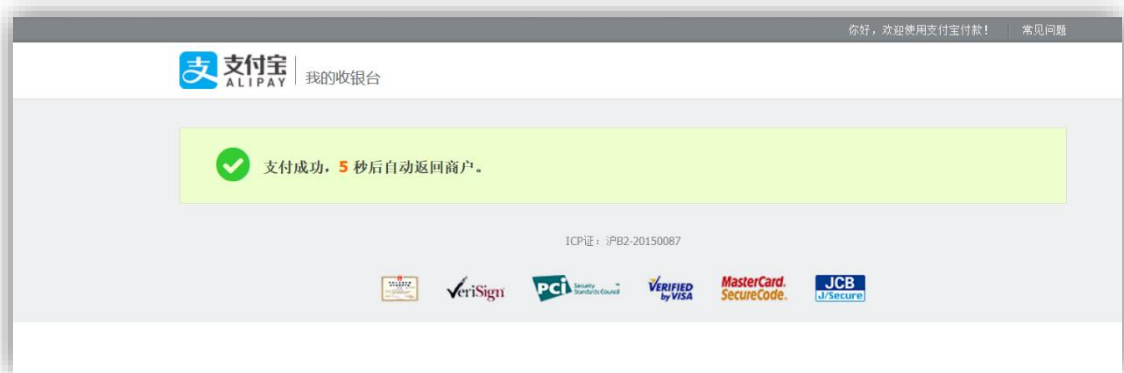 你好，欢迎使用支付宝付款！ 常见问题
支付宝
ALIPAY
我的收银台
支付成功，5 秒后自动返回商户。
ICP证：沪B2-20150087
VeriSign
PCI Security Standards Council
VERIFIED by VISA
MasterCard. SecureCode.
JCB J/Secure